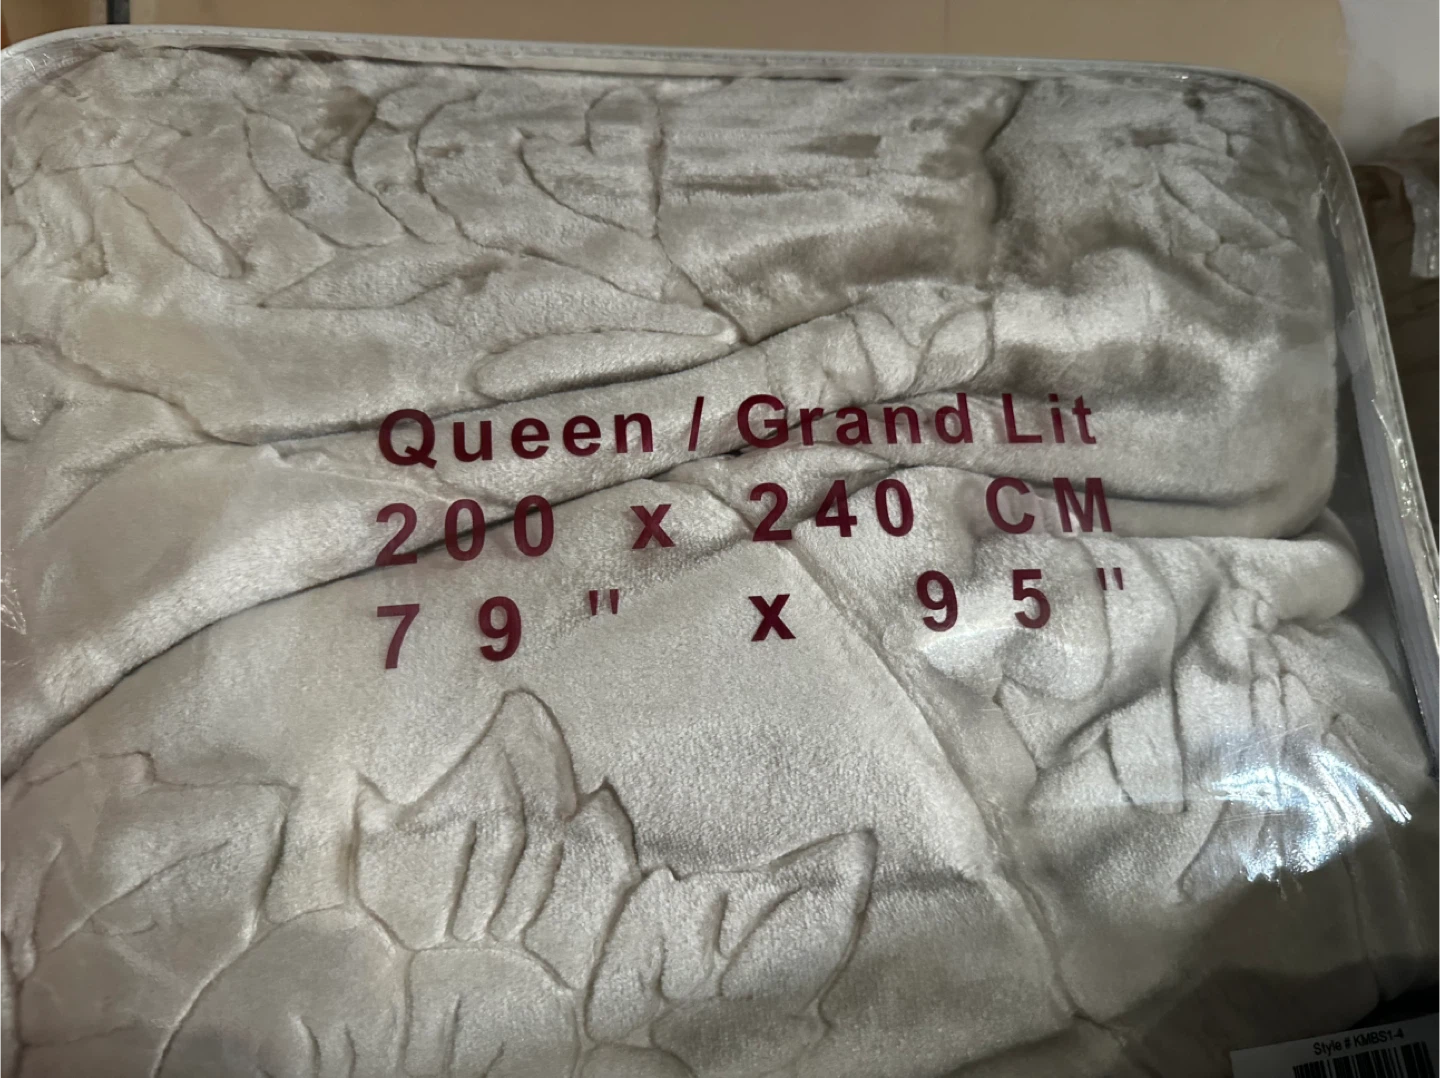 Queen / Grand Lit
200 x 240 CM
79" x 95"
Style # KMBS1-4